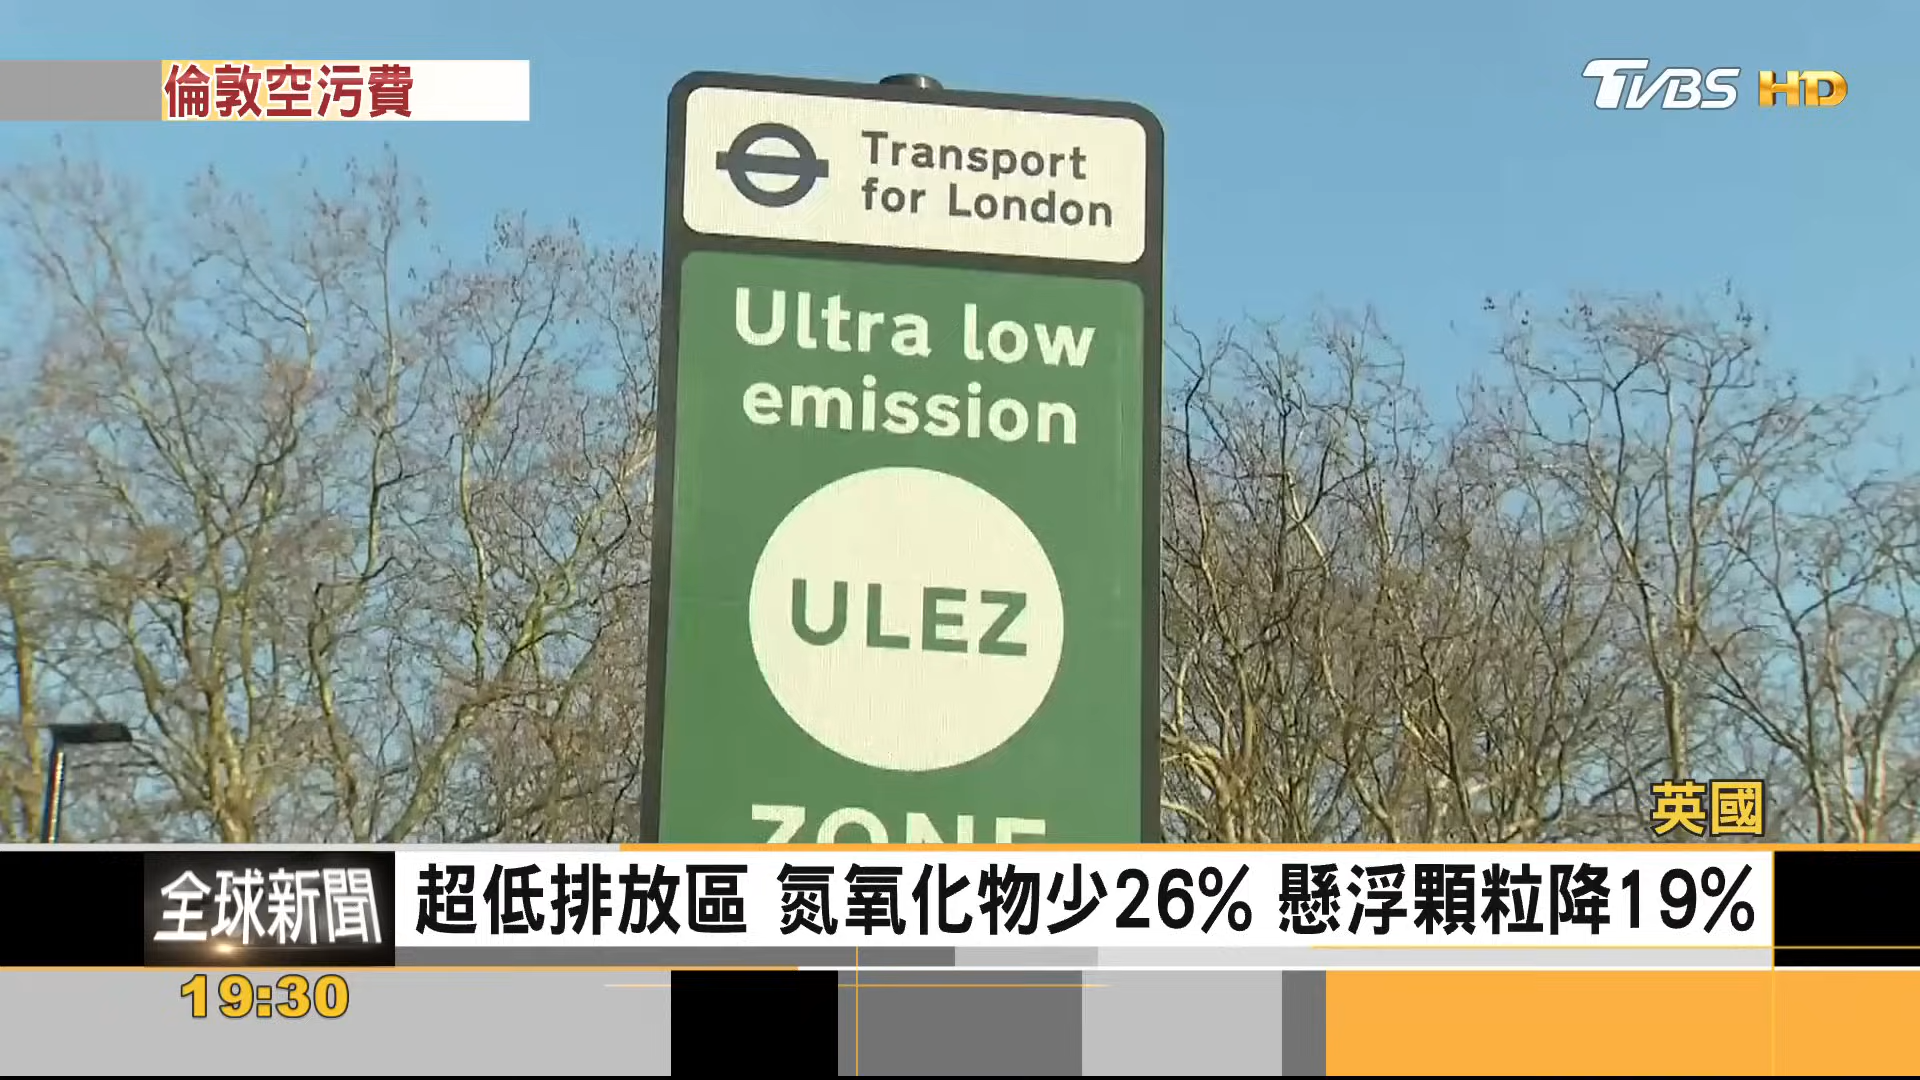 倫敦空污費
TVBS HD
Transport
for London
Ultra low
emission
ULEZ
ZONE
英國
全球新聞
超低排放區 氮氧化物少26% 懸浮顆粒降19%
19:30